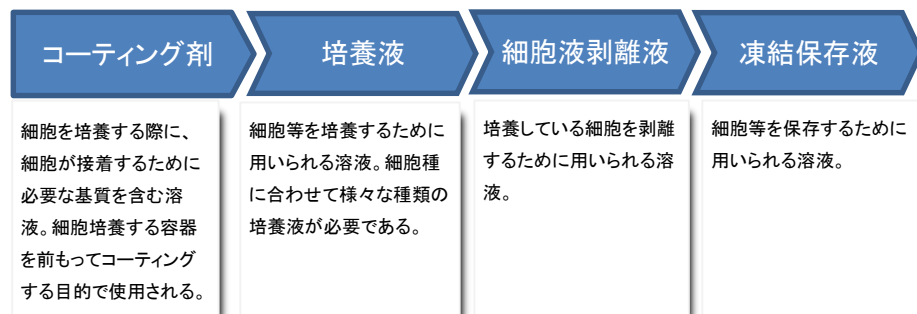 コーティング剤
細胞を培養する際に、
細胞が接着するために
必要な基質を含む溶
液。細胞培養する容器
を前もってコーティング
する目的で使用される。
培養液
細胞等を培養するために
用いられる溶液。細胞種
に合わせて様々な種類の
培養液が必要である。
細胞液剥離液
培養している細胞を剥離
するために用いられる溶
液。
凍結保存液
細胞等を保存するために
用いられる溶液。